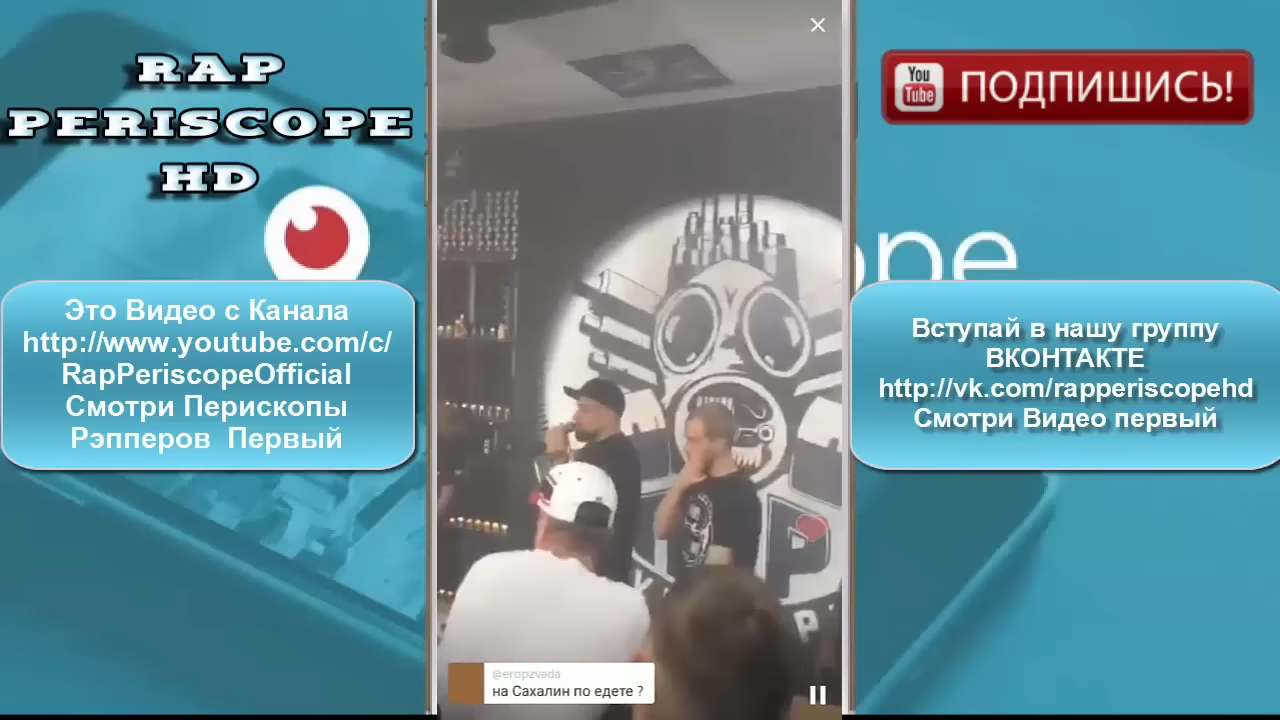 RAP
PERISCOPE
HD
Это Видео с Канала
http://www.youtube.com/c/
RapPeriscopeOfficial
Смотри Перископы
Рэпперов Первый
@eropzvada
на Сахалин по едете ?
You
Tube
ПОДПИШИСЬ!
ope
Вступай в нашу группу
ВКОНТАКТЕ
http://vk.com/rapperiscopehd
Смотри Видео первый